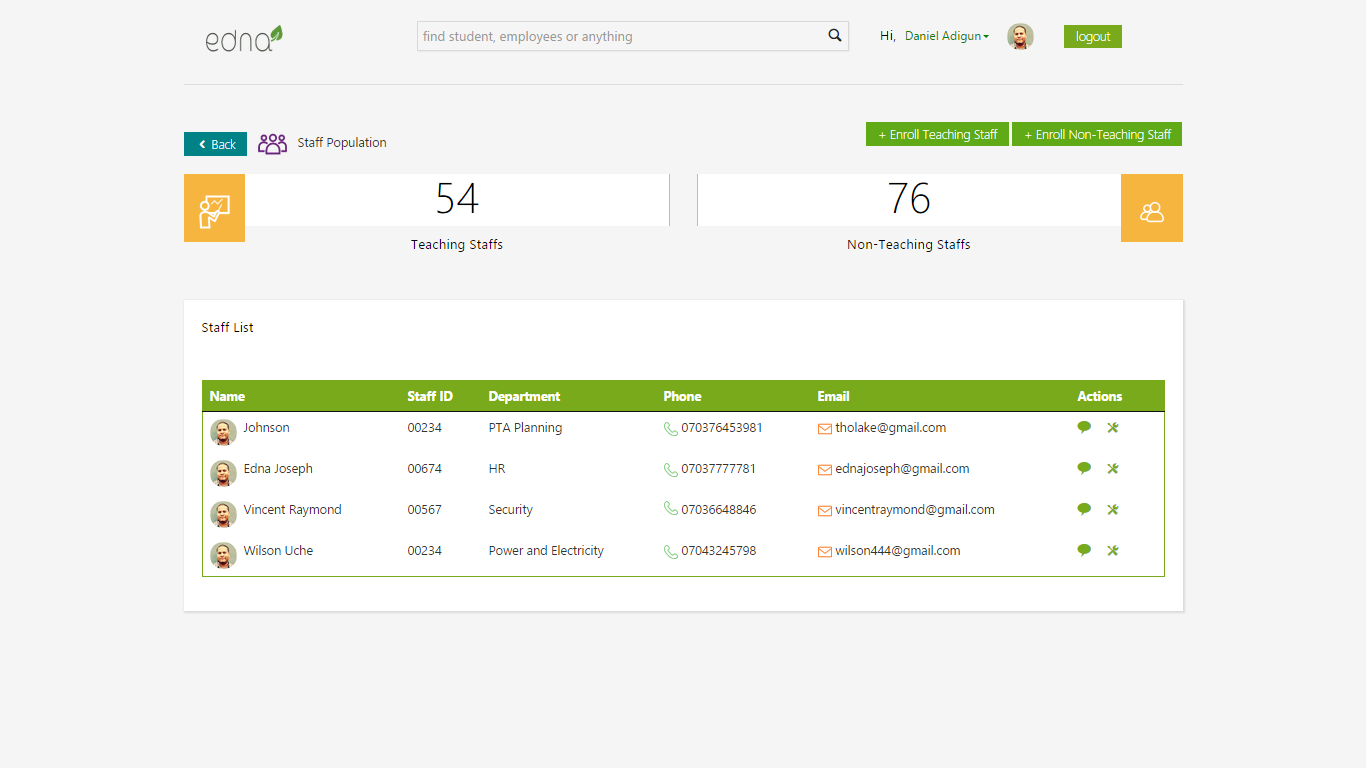 edna
find student, employees or anything
Hi, Daniel Adigun
logout
Back
Staff Population
+ Enroll Teaching Staff
+ Enroll Non-Teaching Staff
54
76
Teaching Staffs
Non-Teaching Staffs
Staff List
Name Staff ID Department Phone Email Actions
Johnson 00234 PTA Planning 070376453981 tholake@gmail.com
Edna Joseph 00674 HR 07037777781 ednajoseph@gmail.com
Vincent Raymond 00567 Security 07036648846 vincentraymond@gmail.com
Wilson Uche 00234 Power and Electricity 07043245798 wilson444@gmail.com